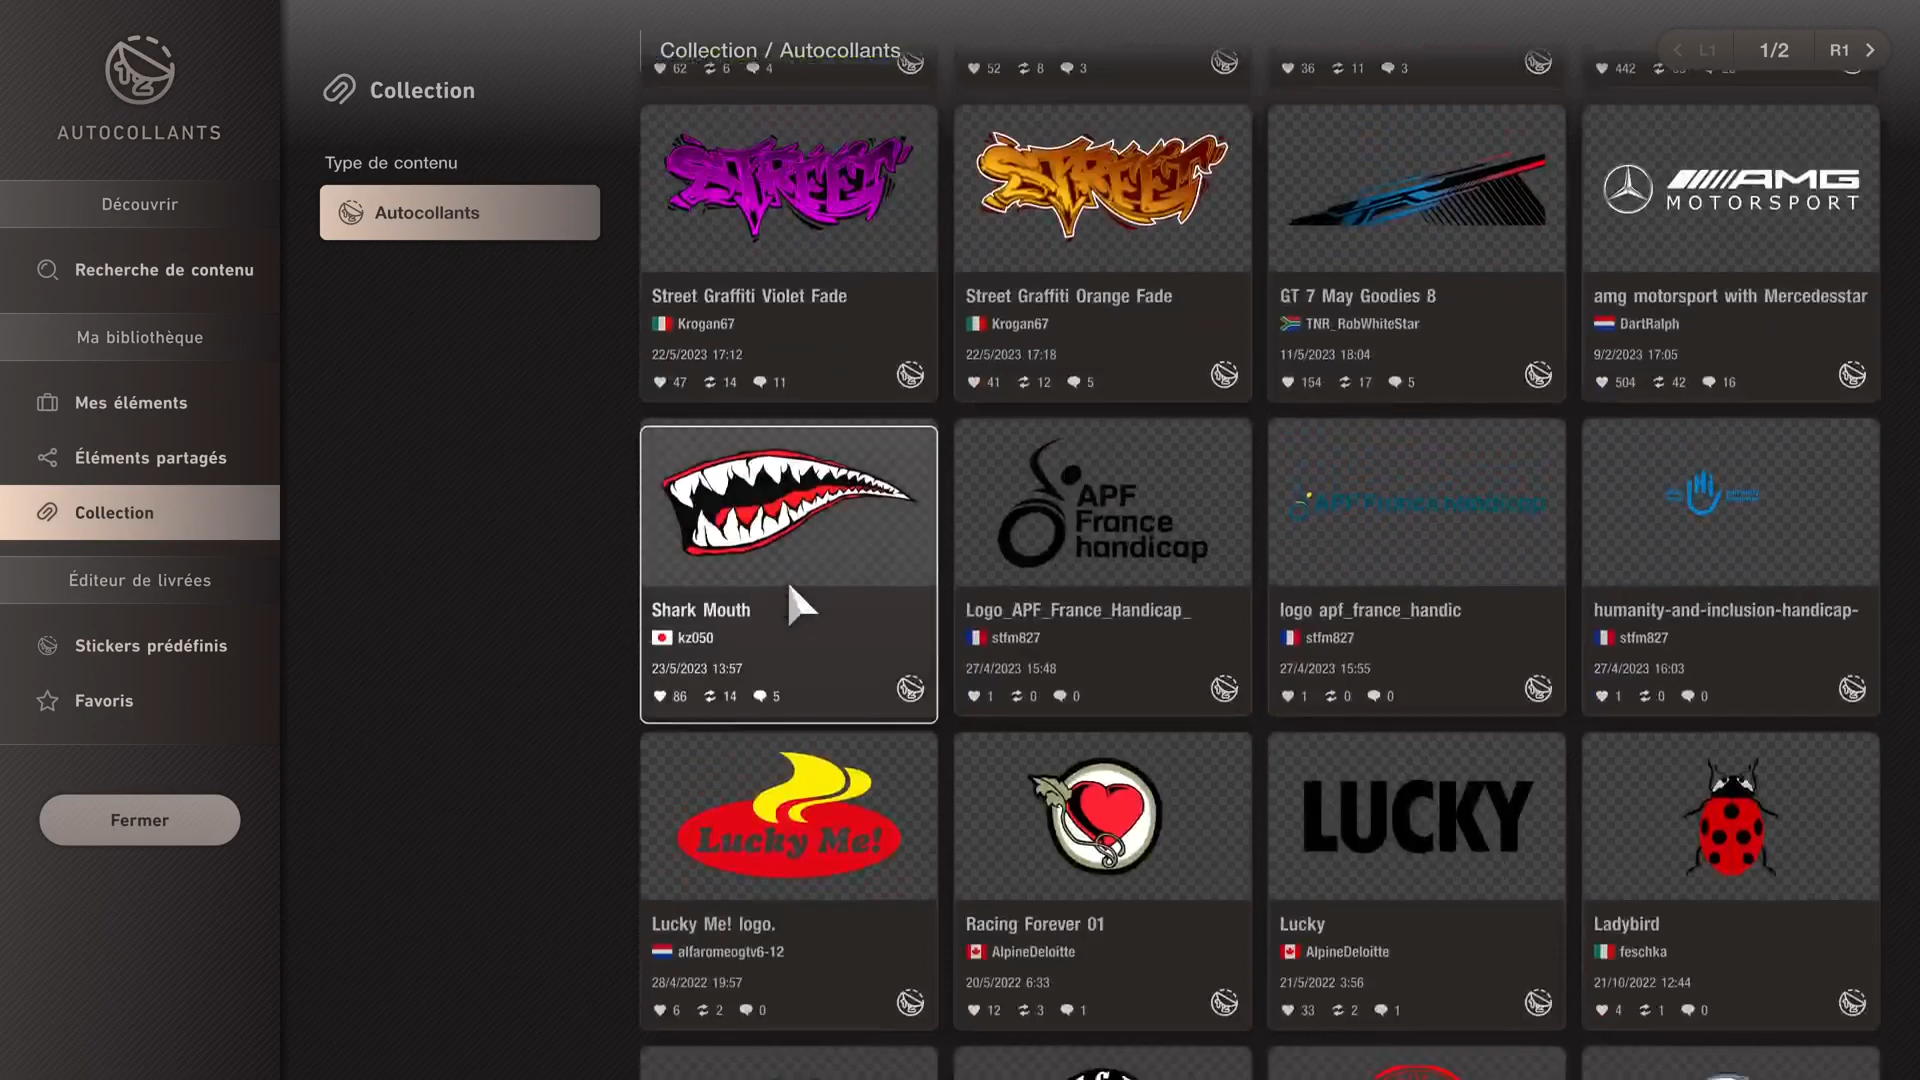 AUTOCOLLANTS
Découvrir
Recherche de contenu
Ma bibliothèque
Mes éléments
Éléments partagés
Collection
Éditeur de livrées
Stickers prédéfinis
Favoris
Fermer
Collection
Type de contenu
Autocollants
Collection / Autocollants
L1 1/2 R1
62 6 4
52 8 3
36 11 3
442
STREET
Street Graffiti Violet Fade
Krogan67
22/5/2023 17:12
47 14 11
STREET
Street Graffiti Orange Fade
Krogan67
22/5/2023 17:18
41 12 5
GT 7 May Goodies 8
TNR_RobWhiteStar
11/5/2023 18:04
154 17 5
AMG
MOTORSPORT
amg motorsport with Mercedesstar
DartRalph
9/2/2023 17:05
504 42 16
Shark Mouth
kz050
23/5/2023 13:57
86 14 5
APF
France
handicap
Logo_APF_France_Handicap_
stfm827
27/4/2023 15:48
1 0 0
APF France handicap
logo apf_france_handic
stfm827
27/4/2023 15:55
1 0 0
humanity-and-inclusion-handicap-
stfm827
27/4/2023 16:03
1 0 0
Lucky Me!
Lucky Me! logo.
alfaromeogtv6-12
28/4/2022 19:57
6 2 0
Racing Forever 01
AlpineDeloitte
20/5/2022 6:33
12 3 1
LUCKY
Lucky
AlpineDeloitte
21/5/2022 3:56
33 2 1
Ladybird
feschka
21/10/2022 12:44
4 1 0